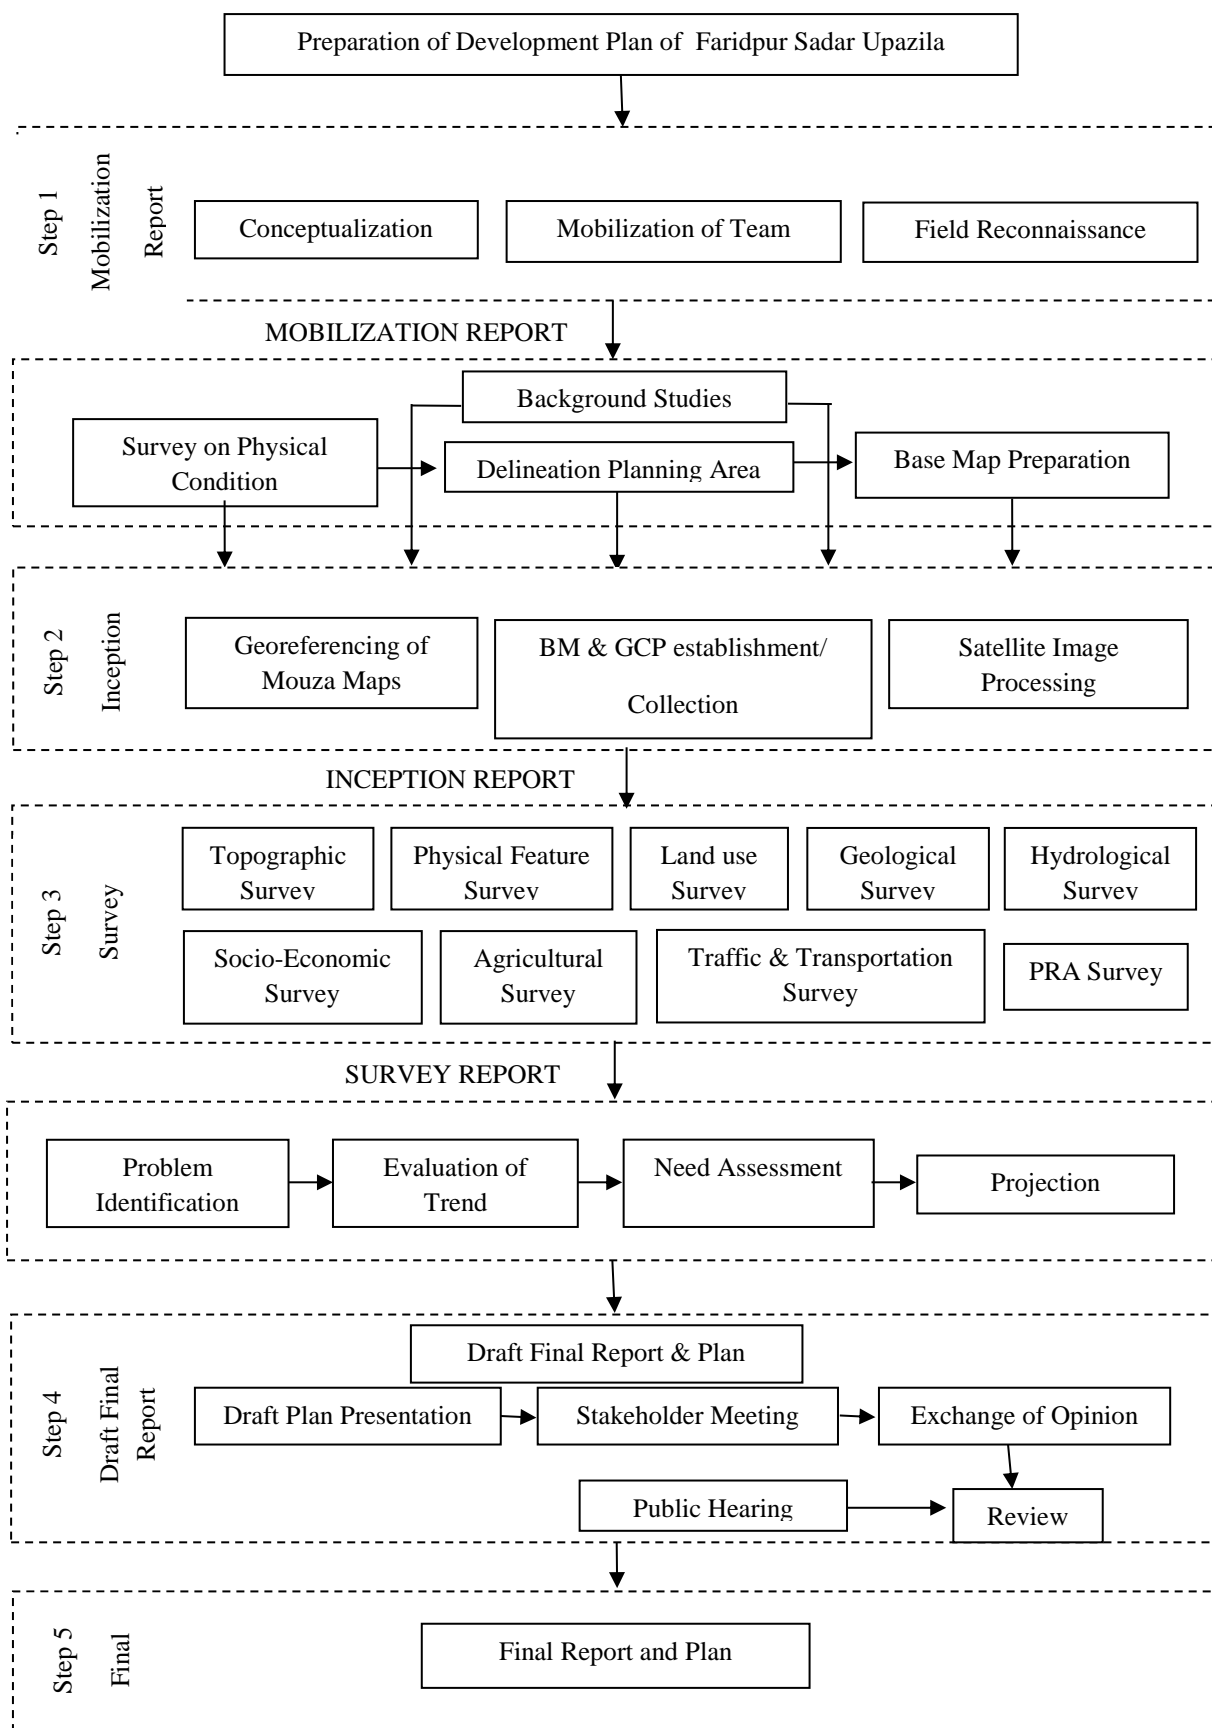 Preparation of Development Plan of Faridpur Sadar Upazila
Step 1
Mobilization
Report
Conceptualization
Mobilization of Team
Field Reconnaissance
MOBILIZATION REPORT
Background Studies
Survey on Physical
Condition
Delineation Planning Area
Base Map Preparation
Step 2
Inception
Georeferencing of
Mouza Maps
BM & GCP establishment/
Collection
Satellite Image
Processing
INCEPTION REPORT
Step 3
Survey
Topographic
Survey
Physical Feature
Survey
Land use
Survey
Geological
Survey
Hydrological
Survey
Socio-Economic
Survey
Agricultural
Survey
Traffic & Transportation
Survey
PRA Survey
SURVEY REPORT
Problem
Identification
Evaluation of
Trend
Need Assessment
Projection
Step 4
Draft Final
Report
Draft Final Report & Plan
Draft Plan Presentation
Stakeholder Meeting
Exchange of Opinion
Public Hearing
Review
Step 5
Final
Final Report and Plan